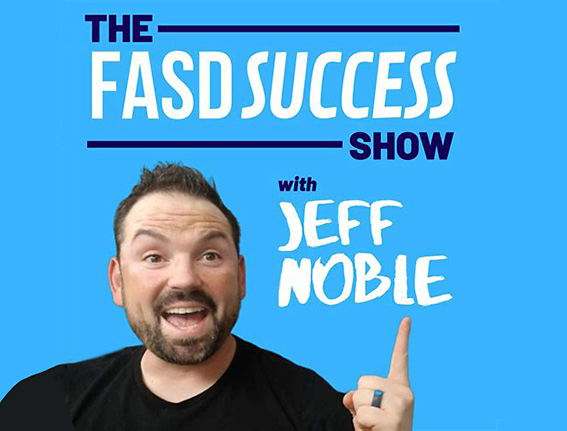 THE
FASD SUCCESS
SHOW
with
JEFF
NOBLE